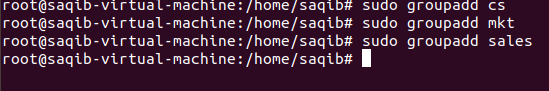 root@saqib-virtual-machine:/home/saqib# sudo groupadd cs
root@saqib-virtual-machine:/home/saqib# sudo groupadd mkt
root@saqib-virtual-machine:/home/saqib# sudo groupadd sales
root@saqib-virtual-machine:/home/saqib#